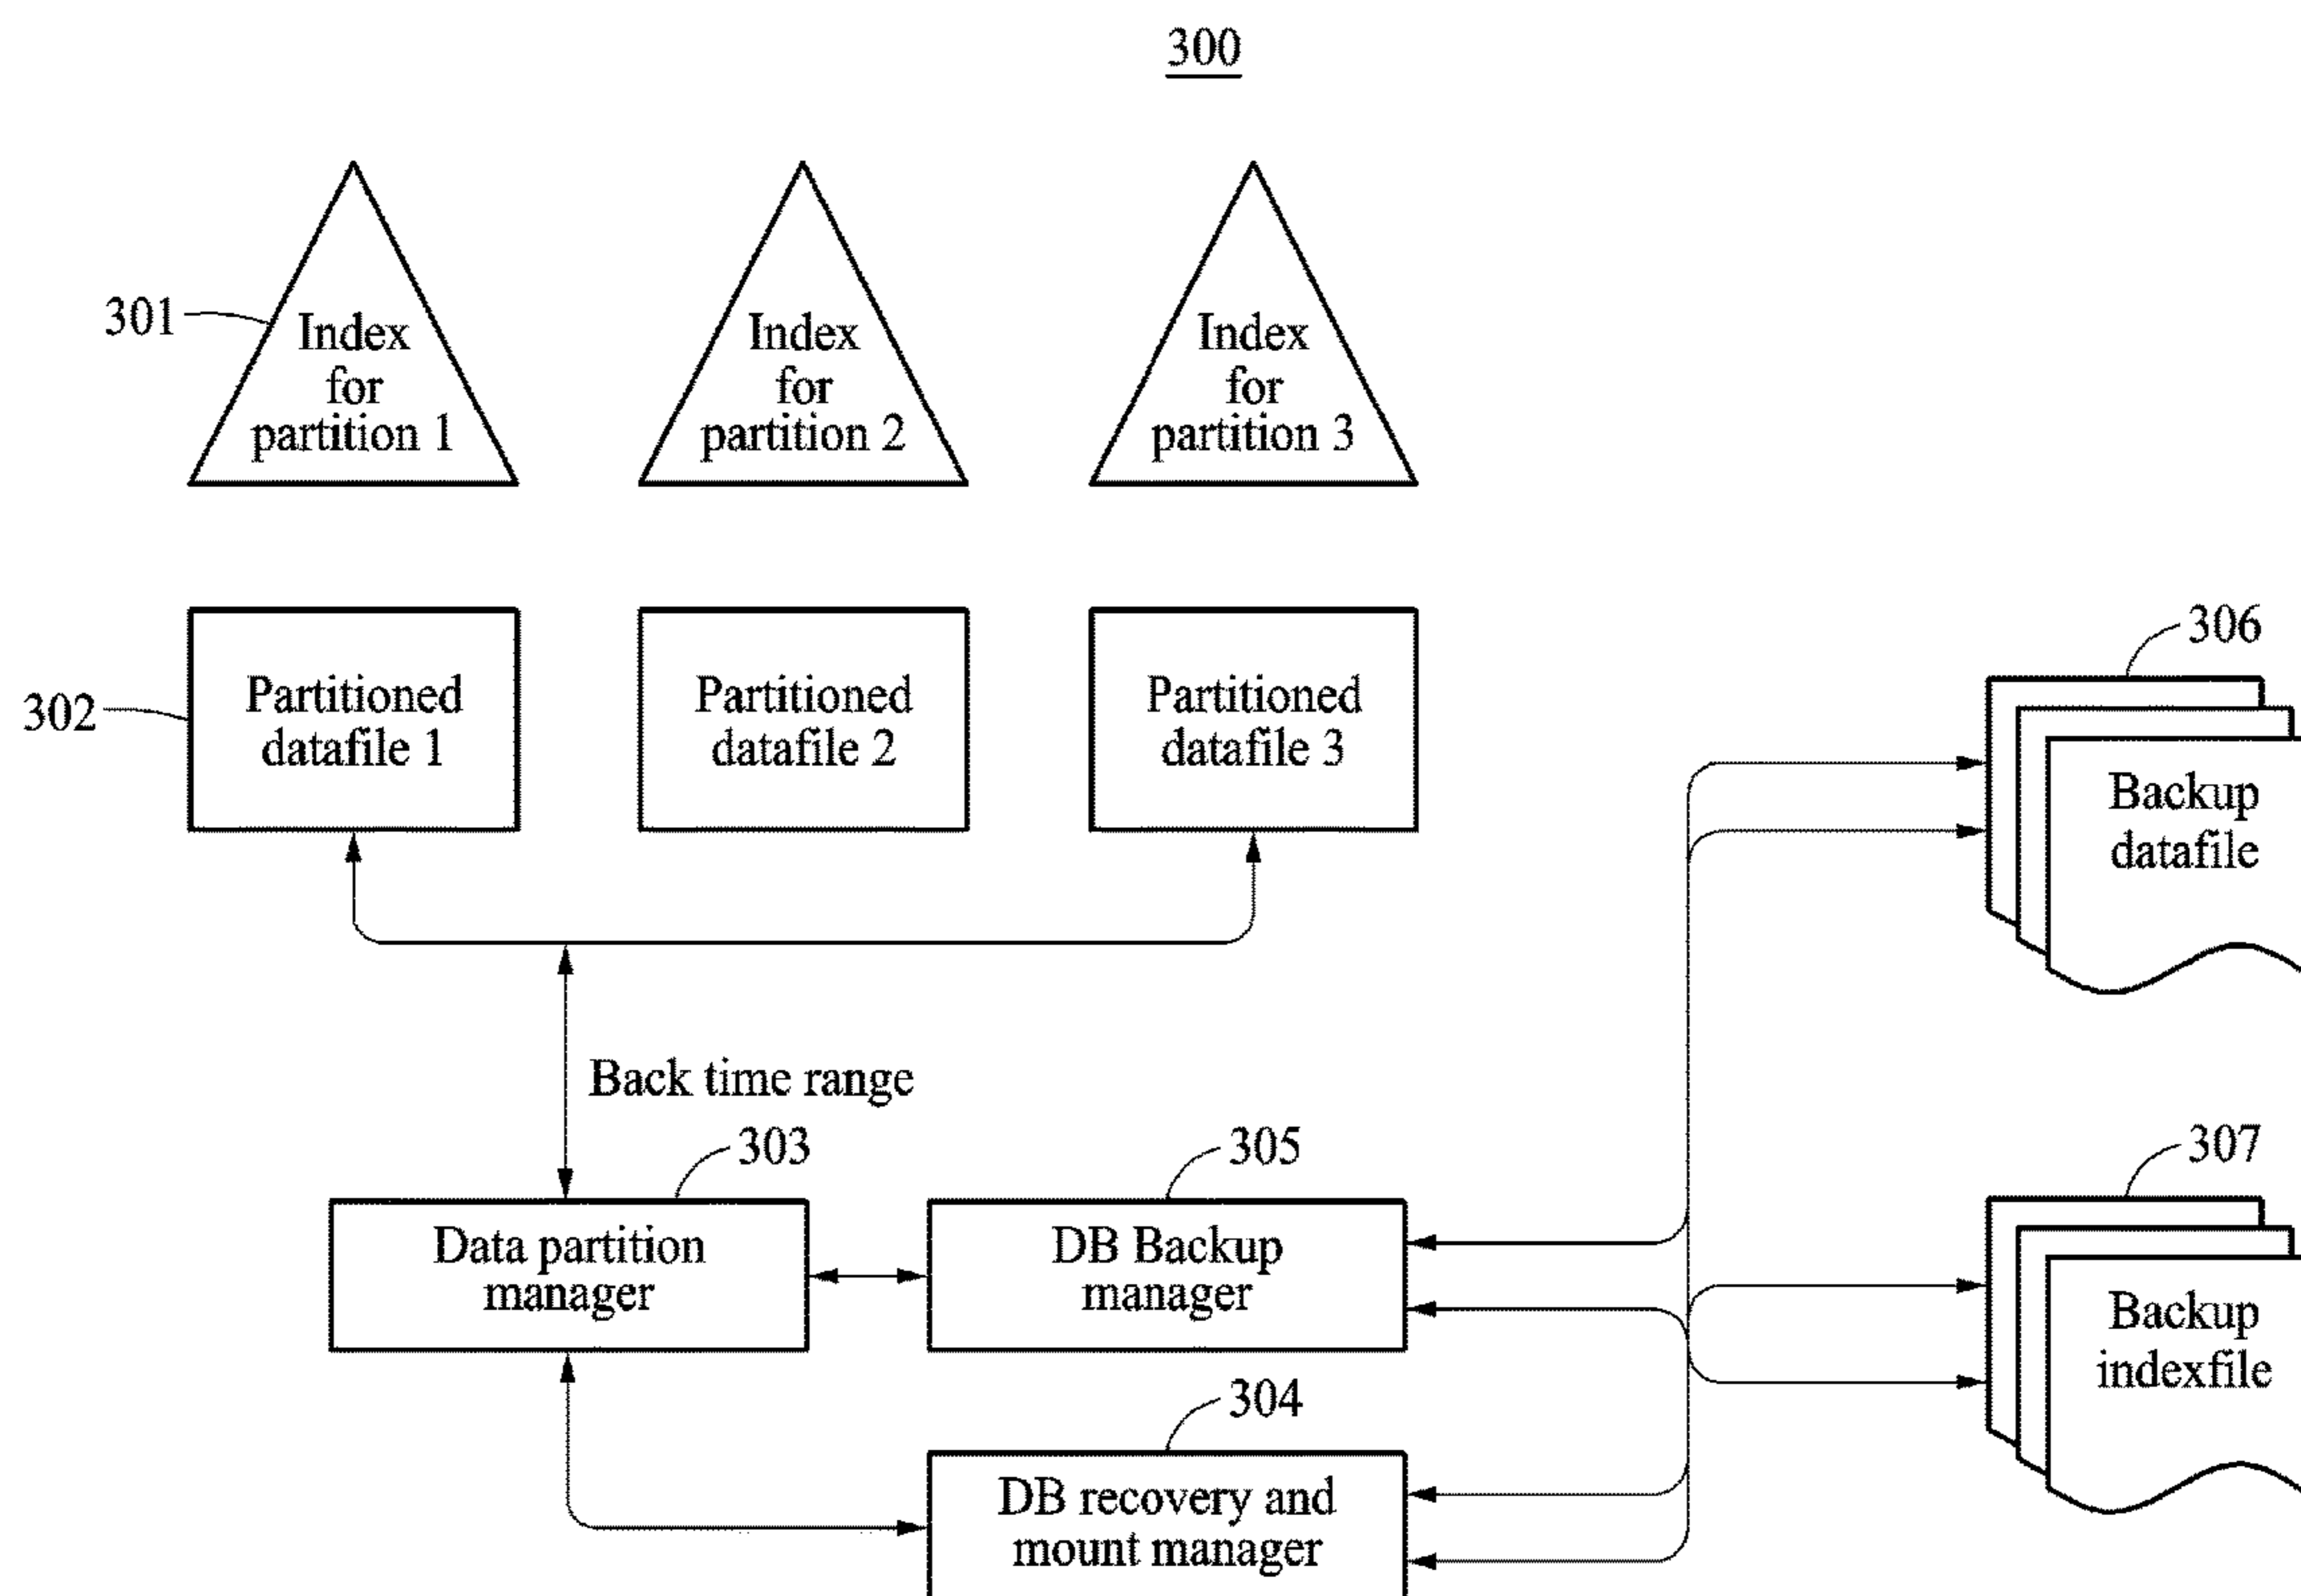 300
301
Index
for
partition 1
Index
for
partition 2
Index
for
partition 3
302
Partitioned
datafile 1
Partitioned
datafile 2
Partitioned
datafile 3
306
Backup
datafile
Back time range
303
305
307
Data partition
manager
DB Backup
manager
Backup
indexfile
304
DB recovery and
mount manager